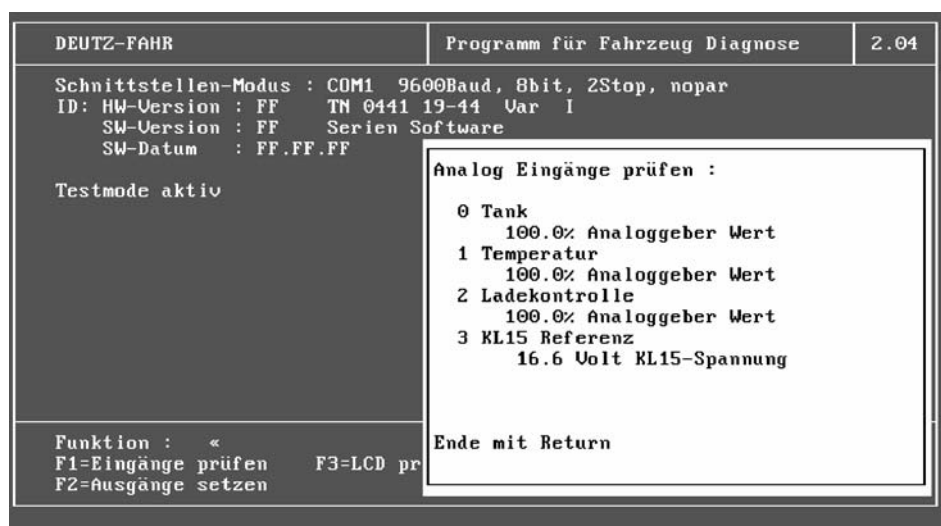 DEUTZ-FAHR
Programm für Fahrzeug Diagnose
2.04
Schnittstellen-Modus : COM1 9600Baud, 8bit, 2Stop, nopar
ID: HW-Version : FF TN 0441 19-44 Var I
SW-Version : FF Serien Software
SW-Datum : FF.FF.FF
Testmode aktiv
Analog Eingänge prüfen :
0 Tank
100.0% Analoggeber Wert
1 Temperatur
100.0% Analoggeber Wert
2 Ladekontrolle
100.0% Analoggeber Wert
3 KL15 Referenz
16.6 Volt KL15-Spannung
Ende mit Return
Funktion : «
F1=Eingänge prüfen F3=LCD pr
F2=Ausgänge setzen